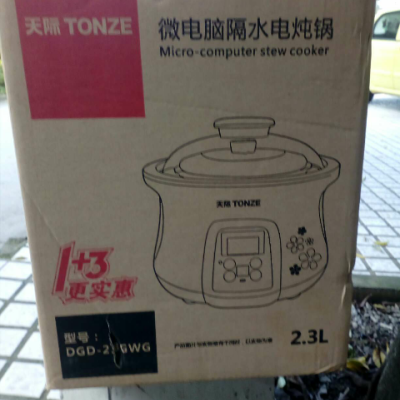 天际 TONZE
微电脑隔水电炖锅
Micro-computer stew cooker
天际 TONZE
1+3
更实惠
型号:
2.3L